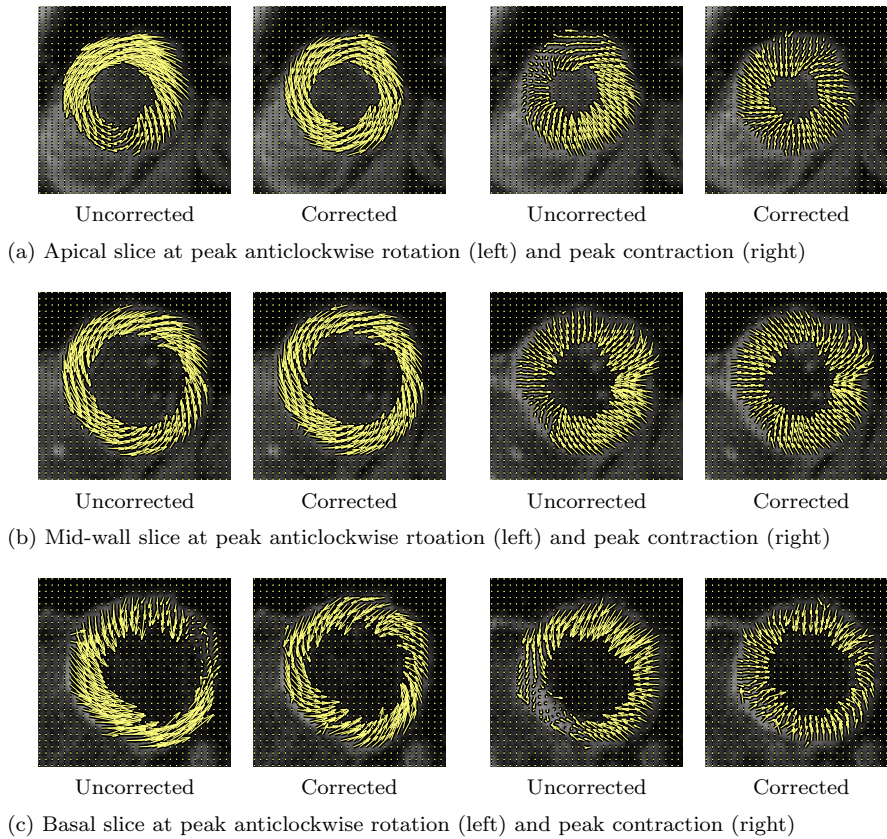 Uncorrected Corrected Uncorrected Corrected
(a) Apical slice at peak anticlockwise rotation (left) and peak contraction (right)
Uncorrected Corrected Uncorrected Corrected
(b) Mid-wall slice at peak anticlockwise rtoation (left) and peak contraction (right)
Uncorrected Corrected Uncorrected Corrected
(c) Basal slice at peak anticlockwise rotation (left) and peak contraction (right)